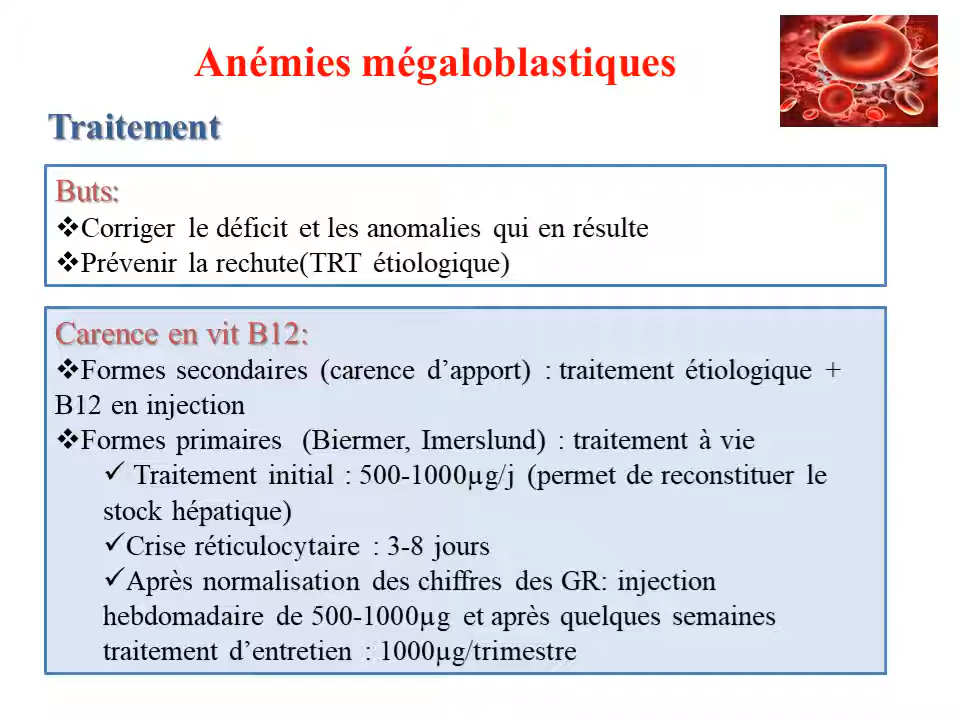 Anémies mégaloblastiques
Traitement
Buts:
❖Corriger le déficit et les anomalies qui en résulte
❖Prévenir la rechute(TRT étiologique)
Carence en vit B12:
❖Formes secondaires (carence d’apport) : traitement étiologique +
B12 en injection
❖Formes primaires (Biermer, Imerslund) : traitement à vie
✓ Traitement initial : 500-1000µg/j (permet de reconstituer le
stock hépatique)
✓Crise réticulocytaire : 3-8 jours
✓Après normalisation des chiffres des GR: injection
hebdomadaire de 500-1000µg et après quelques semaines
traitement d’entretien : 1000µg/trimestre